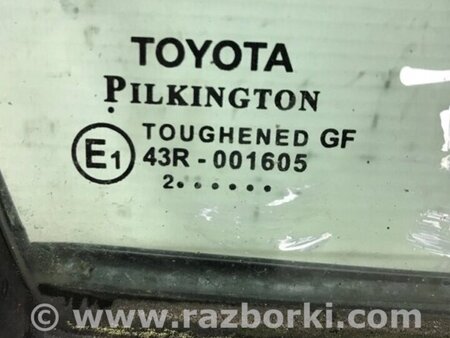 TOYOTA
PILKINGTON
E1
TOUGHENED GF
43R - 001605
2••••••
© www.razborki.com